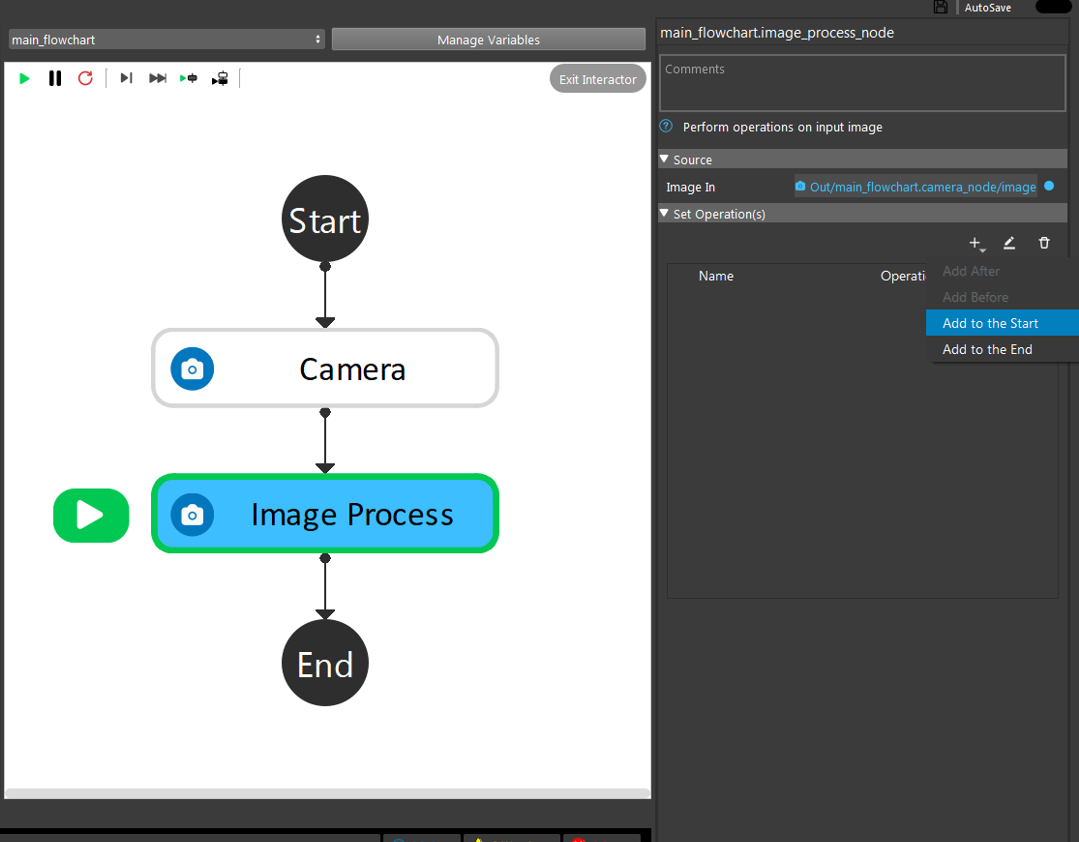 AutoSave
main_flowchart
Manage Variables
main_flowchart.image_process_node
Exit Interactor
Comments
Perform operations on input image
Source
Image In
Out/main_flowchart.camera_node/image
Set Operation(s)
Name
Operati
Add After
Add Before
Add to the Start
Add to the End
Start
Camera
Image Process
End